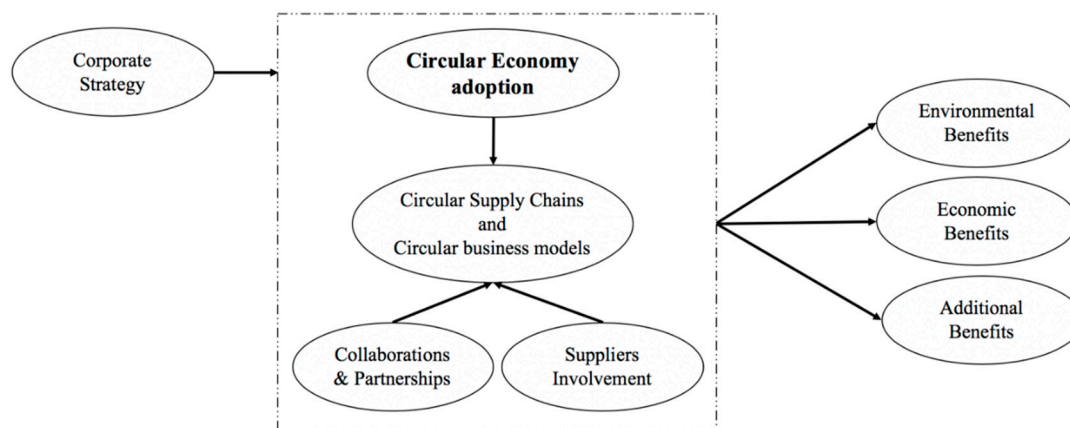 Corporate
Strategy
Circular Economy
adoption
Circular Supply Chains
and
Circular business models
Collaborations
& Partnerships
Suppliers
Involvement
Environmental
Benefits
Economic
Benefits
Additional
Benefits